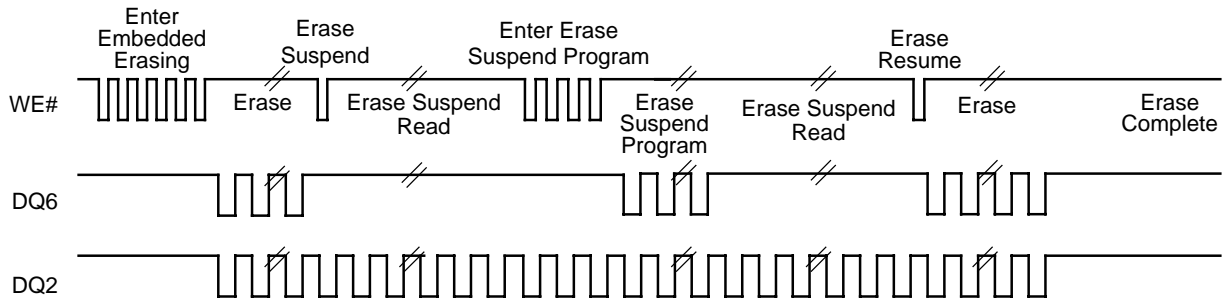 Enter
Embedded
Erasing
Erase
Suspend
Enter Erase
Suspend Program
Erase
Resume
WE#
Erase
Erase Suspend
Read
Erase
Suspend
Program
Erase Suspend
Read
Erase
Erase
Complete
DQ6
DQ2